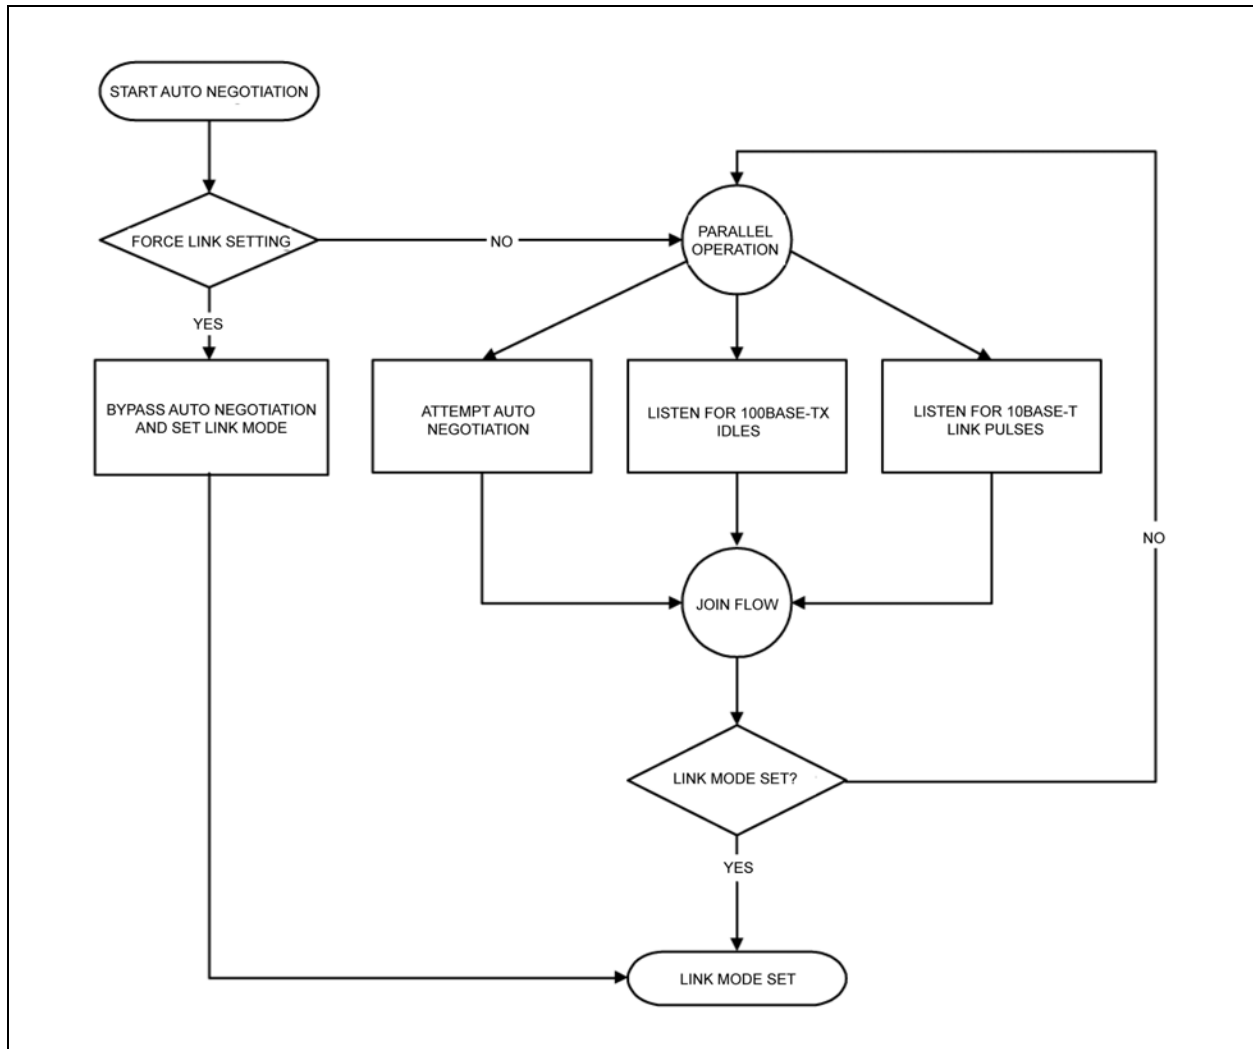 START AUTO NEGOTIATION
FORCE LINK SETTING
NO
PARALLEL
OPERATION
YES
BYPASS AUTO NEGOTIATION
AND SET LINK MODE
ATTEMPT AUTO
NEGOTIATION
LISTEN FOR 100BASE-TX
IDLES
LISTEN FOR 10BASE-T
LINK PULSES
NO
JOIN FLOW
LINK MODE SET?
YES
LINK MODE SET